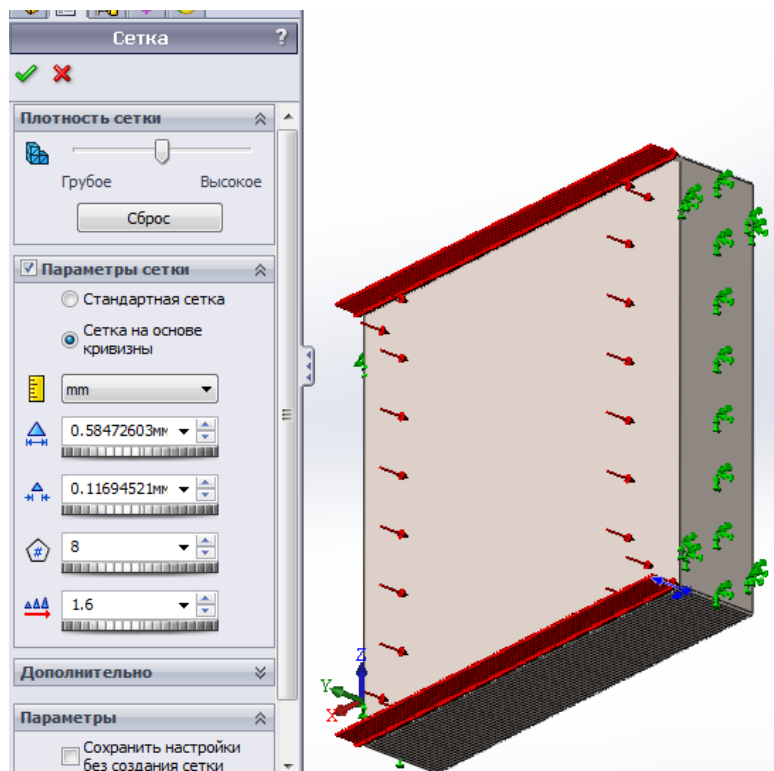 Сетка
?
Плотность сетки
Грубое Высокое
Сброс
Параметры сетки
Стандартная сетка
Сетка на основе
кривизны
mm
0.58472603мм
0.11694521мм
#
8
1.6
Дополнительно
Параметры
Сохранить настройки
без создания сетки
Z
Y
X